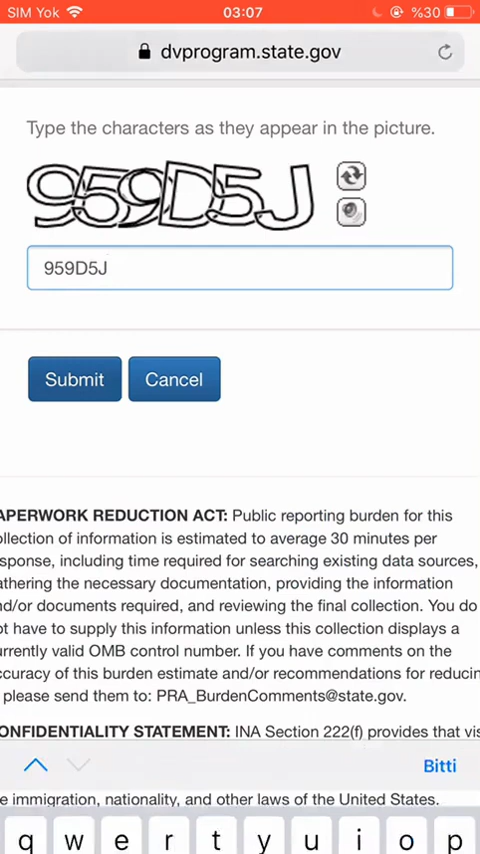 SIM Yok 03:07 %30
dvprogram.state.gov
Type the characters as they appear in the picture.
959D5J
959D5J
Submit Cancel
APERWORK REDUCTION ACT: Public reporting burden for this
ollection of information is estimated to average 30 minutes per
sponse, including time required for searching existing data sources,
athering the necessary documentation, providing the information
nd/or documents required, and reviewing the final collection. You do
ot have to supply this information unless this collection displays a
urrently valid OMB control number. If you have comments on the
ccuracy of this burden estimate and/or recommendations for reducin
please send them to: PRA_BurdenComments@state.gov.
ONFIDENTIALITY STATEMENT: INA Section 222(f) provides that vis
Bitti
e immigration, nationality, and other laws of the United States.
q w e r t y u i o p